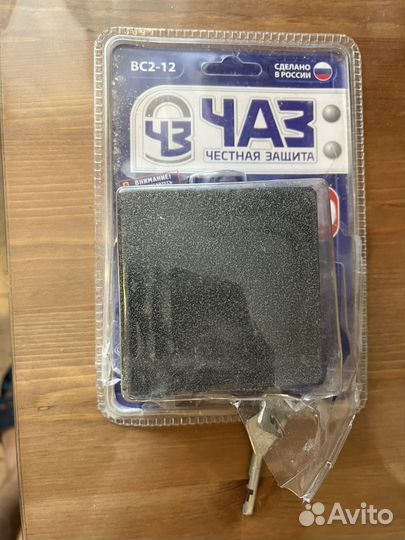 ВС2-12
СДЕЛАНО
В РОССИИ
ЧЗ
ЧАЗ
ЧЕСТНАЯ ЗАЩИТА
ВНИМАНИЕ!
Avito